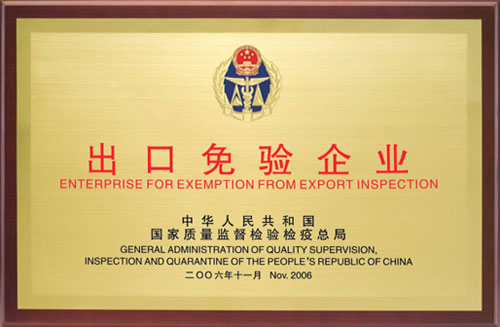 出口免验企业
ENTERPRISE FOR EXEMPTION FROM EXPORT INSPECTION
中华人民共和国
国家质量监督检验检疫总局
GENERAL ADMINISTRATION OF QUALITY SUPERVISION,
INSPECTION AND QUARANTINE OF THE PEOPLE'S REPUBLIC OF CHINA
二〇〇六年十一月 Nov. 2006